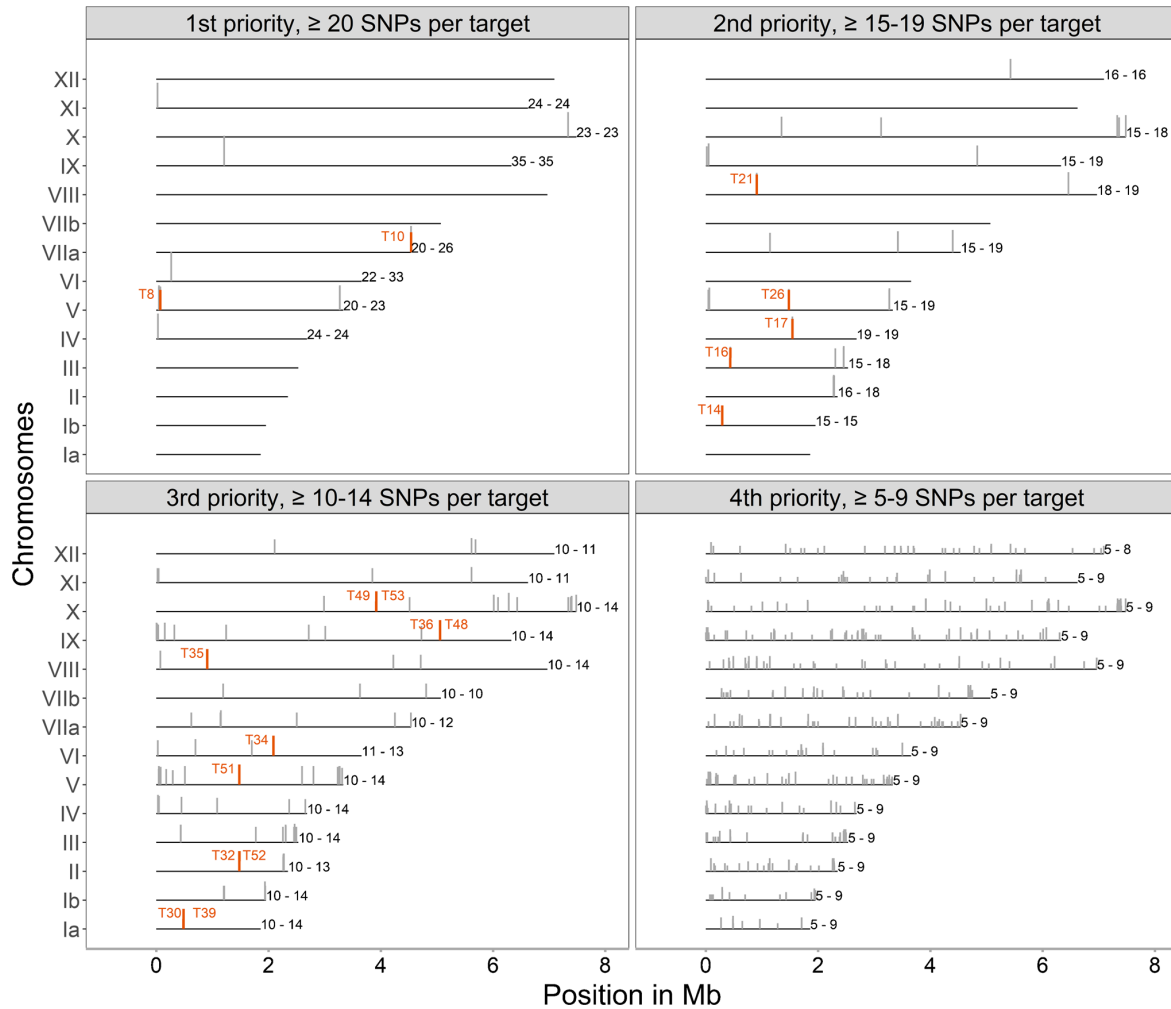 1st priority, ≥ 20 SNPs per target
2nd priority, ≥ 15-19 SNPs per target
Chromosomes
XII
XI
24 - 24
X
23 - 23
IX
35 - 35
VIII
VIIb
VIIa
T10
20 - 26
VI
22 - 33
V
T8
20 - 23
IV
24 - 24
III
II
Ib
Ia
16 - 16
15 - 18
15 - 19
T21
18 - 19
15 - 19
T26
15 - 19
T17
19 - 19
T16
15 - 18
16 - 18
T14
15 - 15
3rd priority, ≥ 10-14 SNPs per target
4th priority, ≥ 5-9 SNPs per target
XII
10 - 11
XI
10 - 11
X
T49 T53
10 - 14
IX
T36 T48
10 - 14
VIII
T35
10 - 14
VIIb
10 - 10
VIIa
10 - 12
VI
T34
11 - 13
V
T51
10 - 14
IV
10 - 14
III
10 - 14
II
T32 T52
10 - 13
Ib
10 - 14
Ia
T30 T39
10 - 14
5 - 8
5 - 9
5 - 9
5 - 9
5 - 9
5 - 9
5 - 9
5 - 9
5 - 9
5 - 9
5 - 9
5 - 9
5 - 9
5 - 9
0 2 4 6 8
0 2 4 6 8
Position in Mb